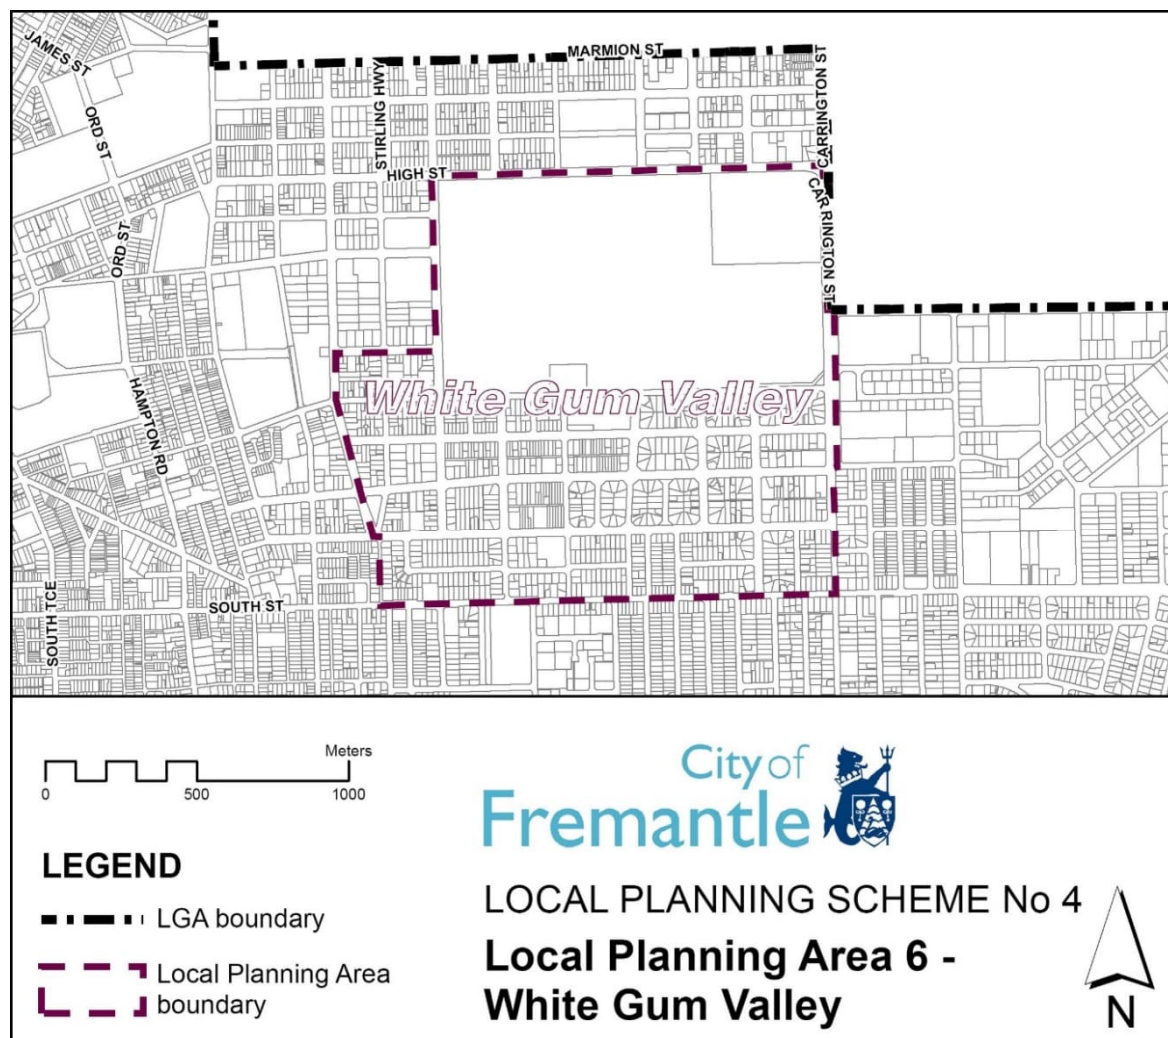 JAMES ST
MARMION ST
CARRINGTON ST
STIRLING HWY
ORD ST
HIGH ST
CAR RINGTON ST
ORD ST
White Gum Valley
HAMPTON RD
SOUTH TCE
SOUTH ST
Meters
0 500 1000
City of
Fremantle
LEGEND
LGA boundary
Local Planning Area
boundary
LOCAL PLANNING SCHEME No 4
Local Planning Area 6 -
White Gum Valley
N